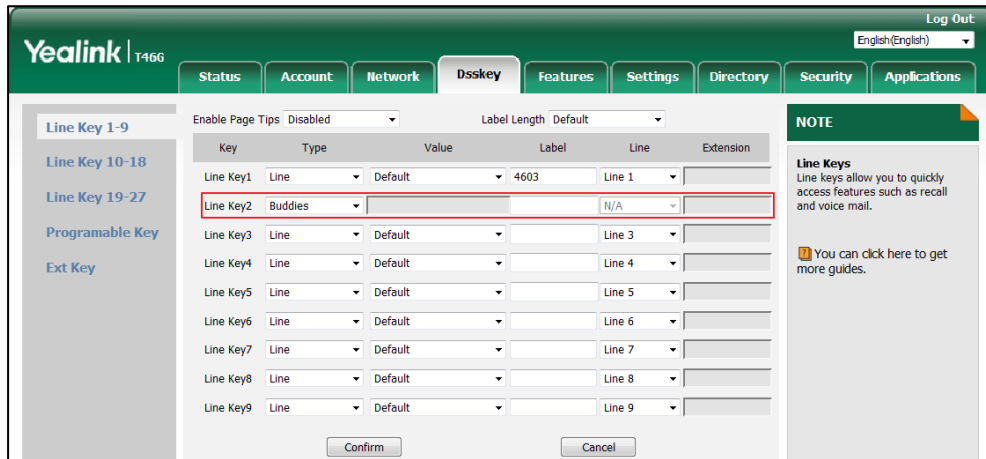 Log Out
Yealink T46G
English(English)
Status Account Network Dsskey Features Settings Directory Security Applications
Line Key 1-9
Line Key 10-18
Line Key 19-27
Programable Key
Ext Key
Enable Page Tips Disabled Label Length Default
Key Type Value Label Line Extension
Line Key1 Line Default 4603 Line 1
Line Key2 Buddies N/A
Line Key3 Line Default Line 3
Line Key4 Line Default Line 4
Line Key5 Line Default Line 5
Line Key6 Line Default Line 6
Line Key7 Line Default Line 7
Line Key8 Line Default Line 8
Line Key9 Line Default Line 9
Confirm Cancel
NOTE
Line Keys
Line keys allow you to quickly
access features such as recall
and voice mail.
You can click here to get
more guides.